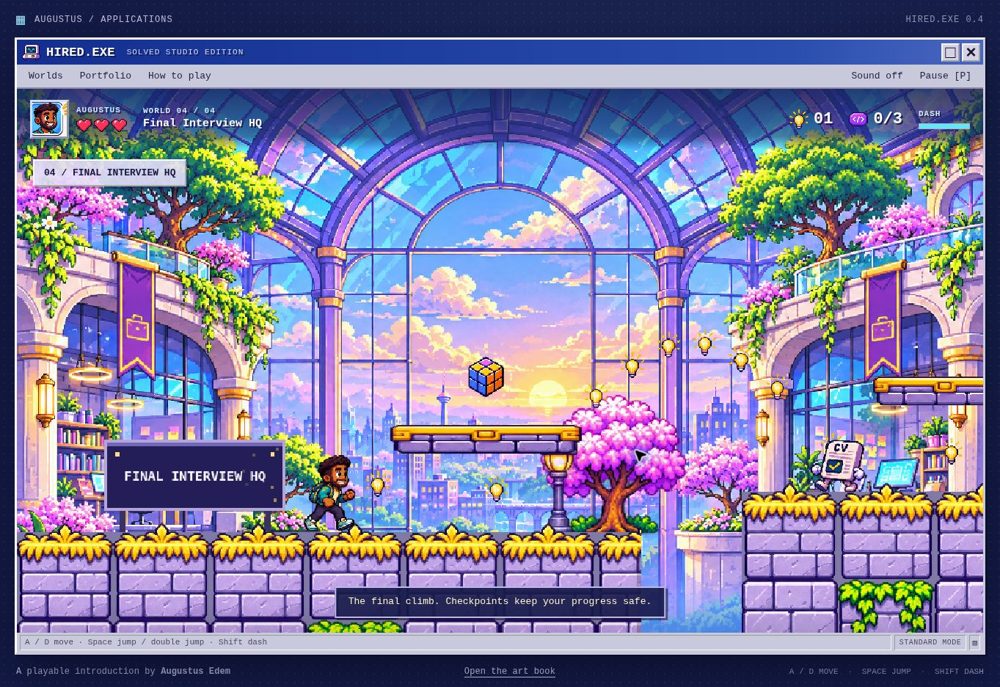 AUGUSTUS / APPLICATIONS
HIRED.EXE 0.4
HIRED.EXE SOLVED STUDIO EDITION
Worlds Portfolio How to play
Sound off Pause [P]
AUGUSTUS
WORLD 04 / 04
Final Interview HQ
01
0/3
DASH
04 / FINAL INTERVIEW HQ
CV
FINAL INTERVIEW HQ
The final climb. Checkpoints keep your progress safe.
A / D move · Space jump / double jump · Shift dash
STANDARD MODE
A playable introduction by Augustus Edem
Open the art book
A / D MOVE · SPACE JUMP · SHIFT DASH